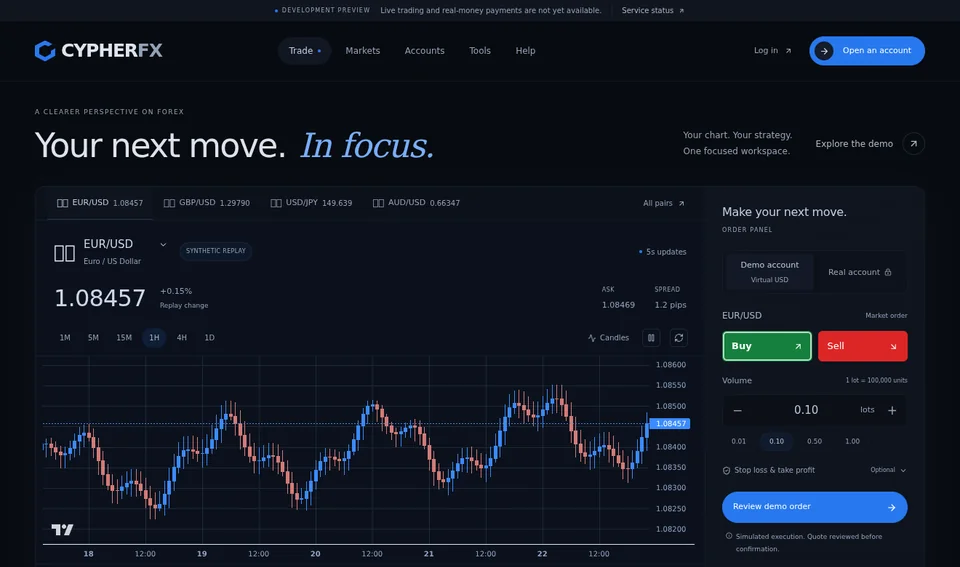 DEVELOPMENT PREVIEW Live trading and real-money payments are not yet available. Service status ↗
CYPHERFX
Trade Markets Accounts Tools Help
Log in ↗ Open an account
A CLEARER PERSPECTIVE ON FOREX
Your next move. In focus.
Your chart. Your strategy.
One focused workspace.
Explore the demo
EUR/USD 1.08457 GBP/USD 1.29790 USD/JPY 149.639 AUD/USD 0.66347
All pairs ↗
EUR/USD
Euro / US Dollar
SYNTHETIC REPLAY
5s updates
1.08457
+0.15%
Replay change
ASK
1.08469
SPREAD
1.2 pips
1M 5M 15M 1H 4H 1D
Candles
1.08600
1.08550
1.08500
1.08457
1.08400
1.08350
1.08300
1.08250
1.08200
18 12:00 19 12:00 20 12:00 21 12:00 22 12:00
Make your next move.
ORDER PANEL
Demo account
Virtual USD
Real account
EUR/USD Market order
Buy ↗ Sell ↘
Volume 1 lot = 100,000 units
− 0.10 lots +
0.01 0.10 0.50 1.00
Stop loss & take profit Optional
Review demo order →
Simulated execution. Quote reviewed before
confirmation.